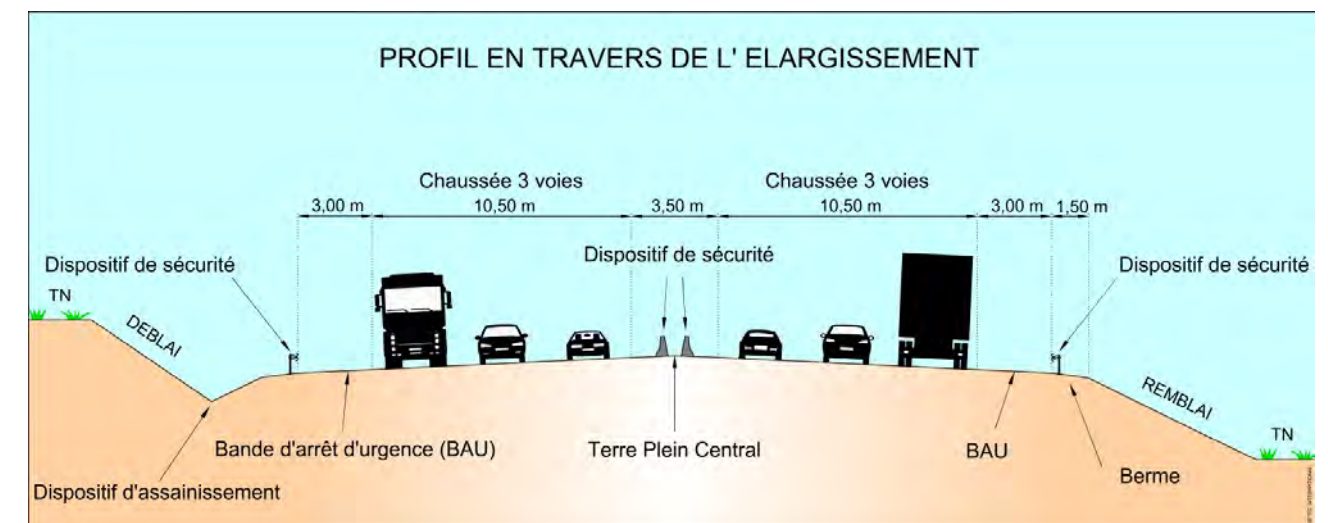 PROFIL EN TRAVERS DE L' ELARGISSEMENT
Chaussée 3 voies
Chaussée 3 voies
3,00 m
10,50 m
3,50 m
10,50 m
3,00 m
1,50 m
Dispositif de sécurité
Dispositif de sécurité
Dispositif de sécurité
TN
DEBLAI
REMBLAI
TN
Bande d'arrêt d'urgence (BAU)
Terre Plein Central
BAU
Berme
Dispositif d'assainissement